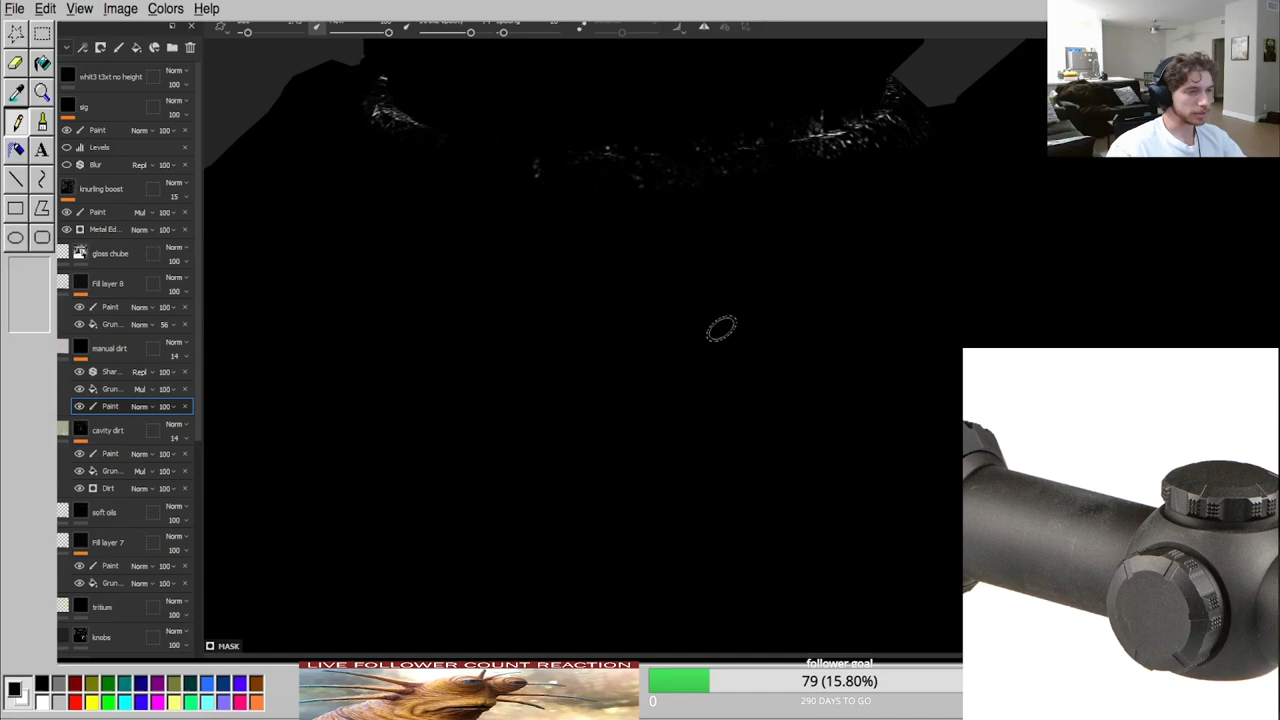 File Edit View Image Colors Help
whit3 t3xt no height Norm
100
sig Norm
100
Paint Norm 100
Levels
Blur Repl 100
knurling boost Norm
15
Paint Mul 100
Metal Ed... Norm 100
gloss chube Norm
100
Fill layer 8 Norm
100
Paint Norm 100
Grun... Norm 56
manual dirt Norm
14
Shar... Repl 100
Grun... Mul 100
Paint Norm 100
cavity dirt Norm
14
Paint Norm 100
Grun... Mul 100
Dirt Norm 100
soft oils Norm
100
Fill layer 7 Norm
100
Paint Norm 100
Grun... Norm 100
tritium Norm
100
knobs Norm
100
MASK
LIVE FOLLOWER COUNT REACTION
follower goal
79 (15.80%)
0
290 DAYS TO GO